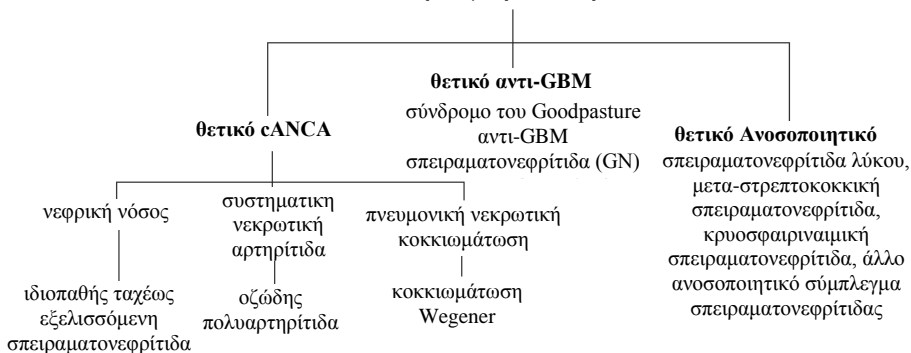 θετικό αντι-GBM
σύνδρομο του Goodpasture
αντι-GBM
σπειραματονεφρίτιδα (GN)
θετικό cANCA
θετικό Ανοσοποιητικό
σπειραματονεφρίτιδα λύκου,
μετα-στρεπτοκοκκική
σπειραματονεφρίτιδα,
κρυοσφαιριναιμική
σπειραματονεφρίτιδα, άλλο
ανοσοποιητικό σύμπλεγμα
σπειραματονεφρίτιδας
νεφρική νόσος
συστηματικη
νεκρωτική
αρτηρίτιδα
πνευμονική νεκρωτική
κοκκιωμάτωση
ιδιοπαθής ταχέως
εξελισσόμενη
σπειραματονεφρίτιδα
οζώδης
πολυαρτηρίτιδα
κοκκιωμάτωση
Wegener